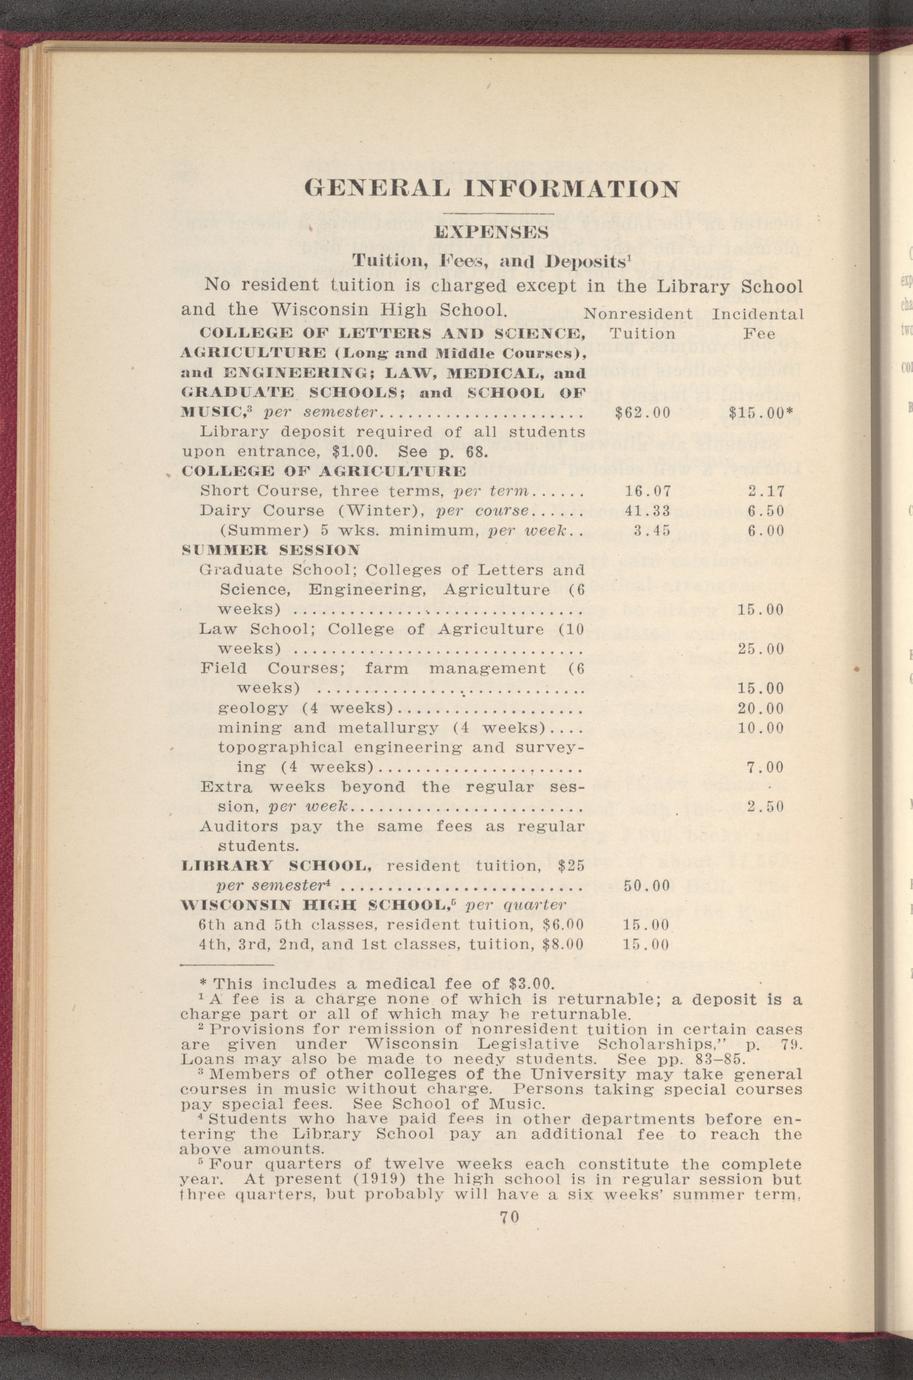 GENERAL INFORMATION
EXPENSES
Tuition, Fees, and Deposits¹
No resident tuition is charged except in the Library School
and the Wisconsin High School. Nonresident Incidental
COLLEGE OF LETTERS AND SCIENCE, Tuition Fee
AGRICULTURE (Long and Middle Courses),
and ENGINEERING; LAW, MEDICAL, and
GRADUATE SCHOOLS; and SCHOOL OF
MUSIC,³ per semester...................... $62.00 $15.00*
Library deposit required of all students
upon entrance, $1.00. See p. 68.
COLLEGE OF AGRICULTURE
Short Course, three terms, per term...... 16.07 2.17
Dairy Course (Winter), per course...... 41.33 6.50
(Summer) 5 wks. minimum, per week.. 3.45 6.00
SUMMER SESSION
Graduate School; Colleges of Letters and
Science, Engineering, Agriculture (6
weeks) ............................... 15.00
Law School; College of Agriculture (10
weeks) ............................... 25.00
Field Courses; farm management (6
weeks) ............................ 15.00
geology (4 weeks).................... 20.00
mining and metallurgy (4 weeks).... 10.00
topographical engineering and survey-
ing (4 weeks)...................... 7.00
Extra weeks beyond the regular ses-
sion, per week......................... 2.50
Auditors pay the same fees as regular
students.
LIBRARY SCHOOL, resident tuition, $25
per semester⁴ .......................... 50.00
WISCONSIN HIGH SCHOOL,⁵ per quarter
6th and 5th classes, resident tuition, $6.00 15.00
4th, 3rd, 2nd, and 1st classes, tuition, $8.00 15.00
* This includes a medical fee of $3.00.
¹ A fee is a charge none of which is returnable; a deposit is a
charge part or all of which may be returnable.
² Provisions for remission of nonresident tuition in certain cases
are given under Wisconsin Legislative Scholarships," p. 79.
Loans may also be made to needy students. See pp. 83–85.
³ Members of other colleges of the University may take general
courses in music without charge. Persons taking special courses
pay special fees. See School of Music.
⁴ Students who have paid fees in other departments before en-
tering the Library School pay an additional fee to reach the
above amounts.
⁵ Four quarters of twelve weeks each constitute the complete
year. At present (1919) the high school is in regular session but
three quarters, but probably will have a six weeks' summer term.
70